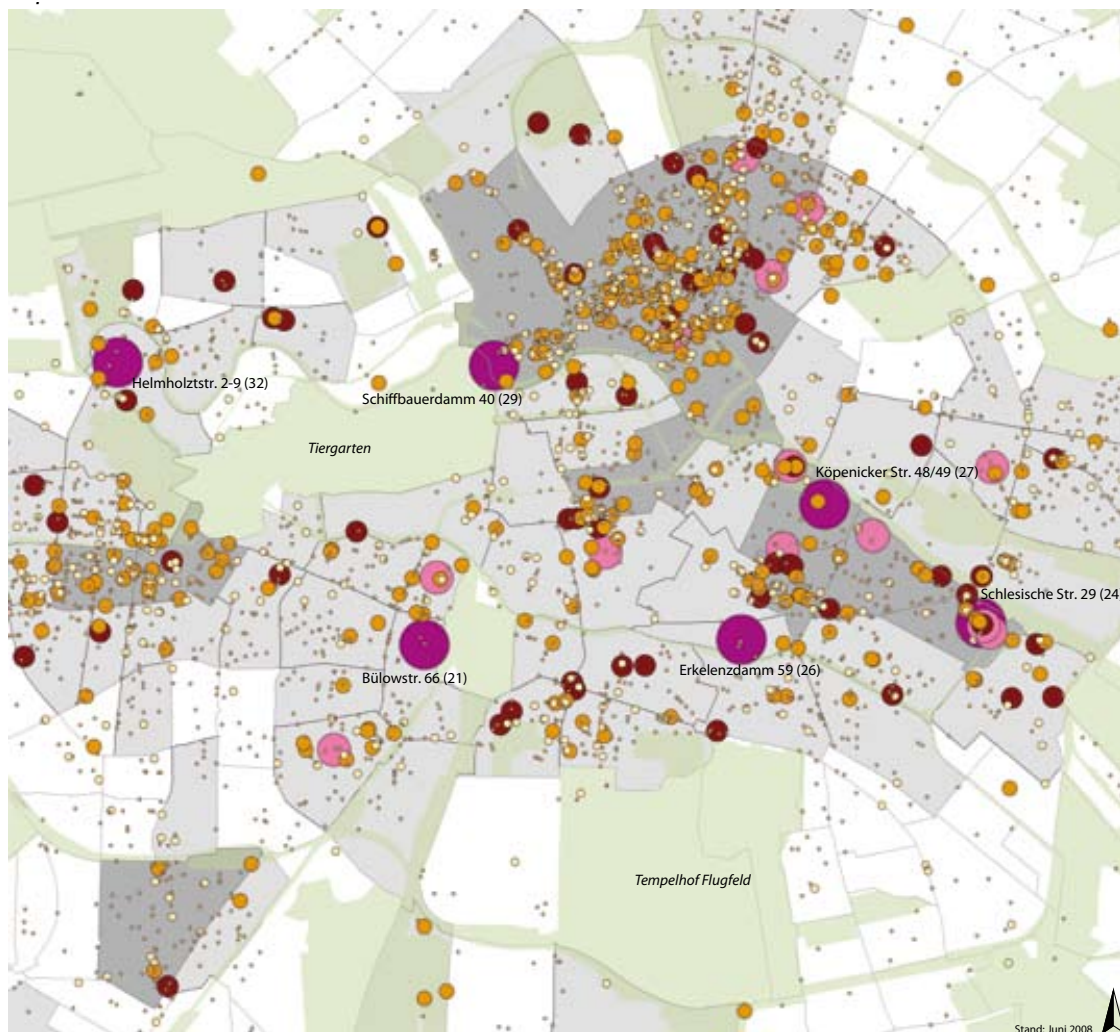 Helmholztstr. 2-9 (32)
Schiffbauerdamm 40 (29)
Tiergarten
Köpenicker Str. 48/49 (27)
Schlesische Str. 29 (24
Bülowstr. 66 (21)
Erkelenzdamm 59 (26)
Tempelhof Flugfeld
Stand: Juni 2008